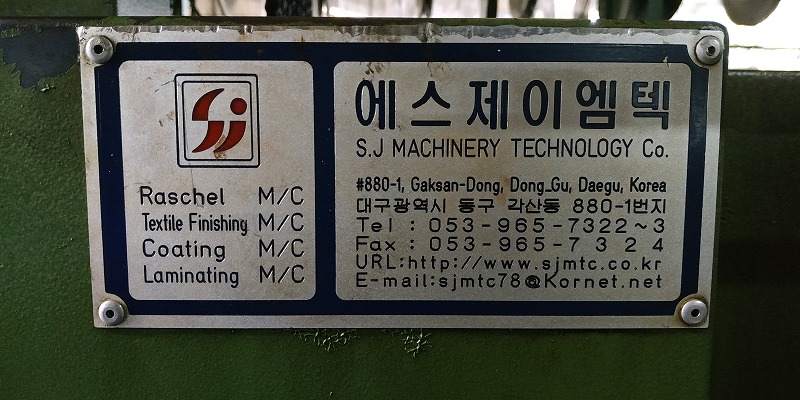 SJ
Raschel M/C
Textile Finishing M/C
Coating M/C
Laminating M/C
에스제이엠텍
S.J MACHINERY TECHNOLOGY Co.
#880-1, Gaksan-Dong, Dong_Gu, Daegu, Korea
대구광역시 동구 각산동 880-1번지
Tel : 053-965-7322~3
Fax : 053-965-7324
URL:http://www.sjmtc.co.kr
E-mail:sjmtc78@Kornet.net